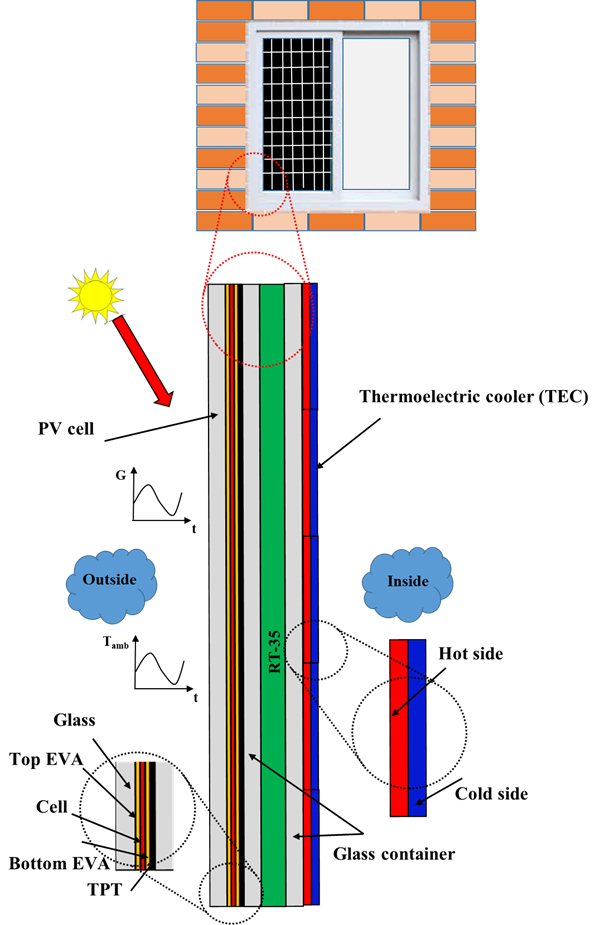 Thermoelectric cooler (TEC)
PV cell
G
t
Outside
Inside
RT-35
Tamb
t
Hot side
Glass
Top EVA
Cell
Cold side
Bottom EVA
Glass container
TPT